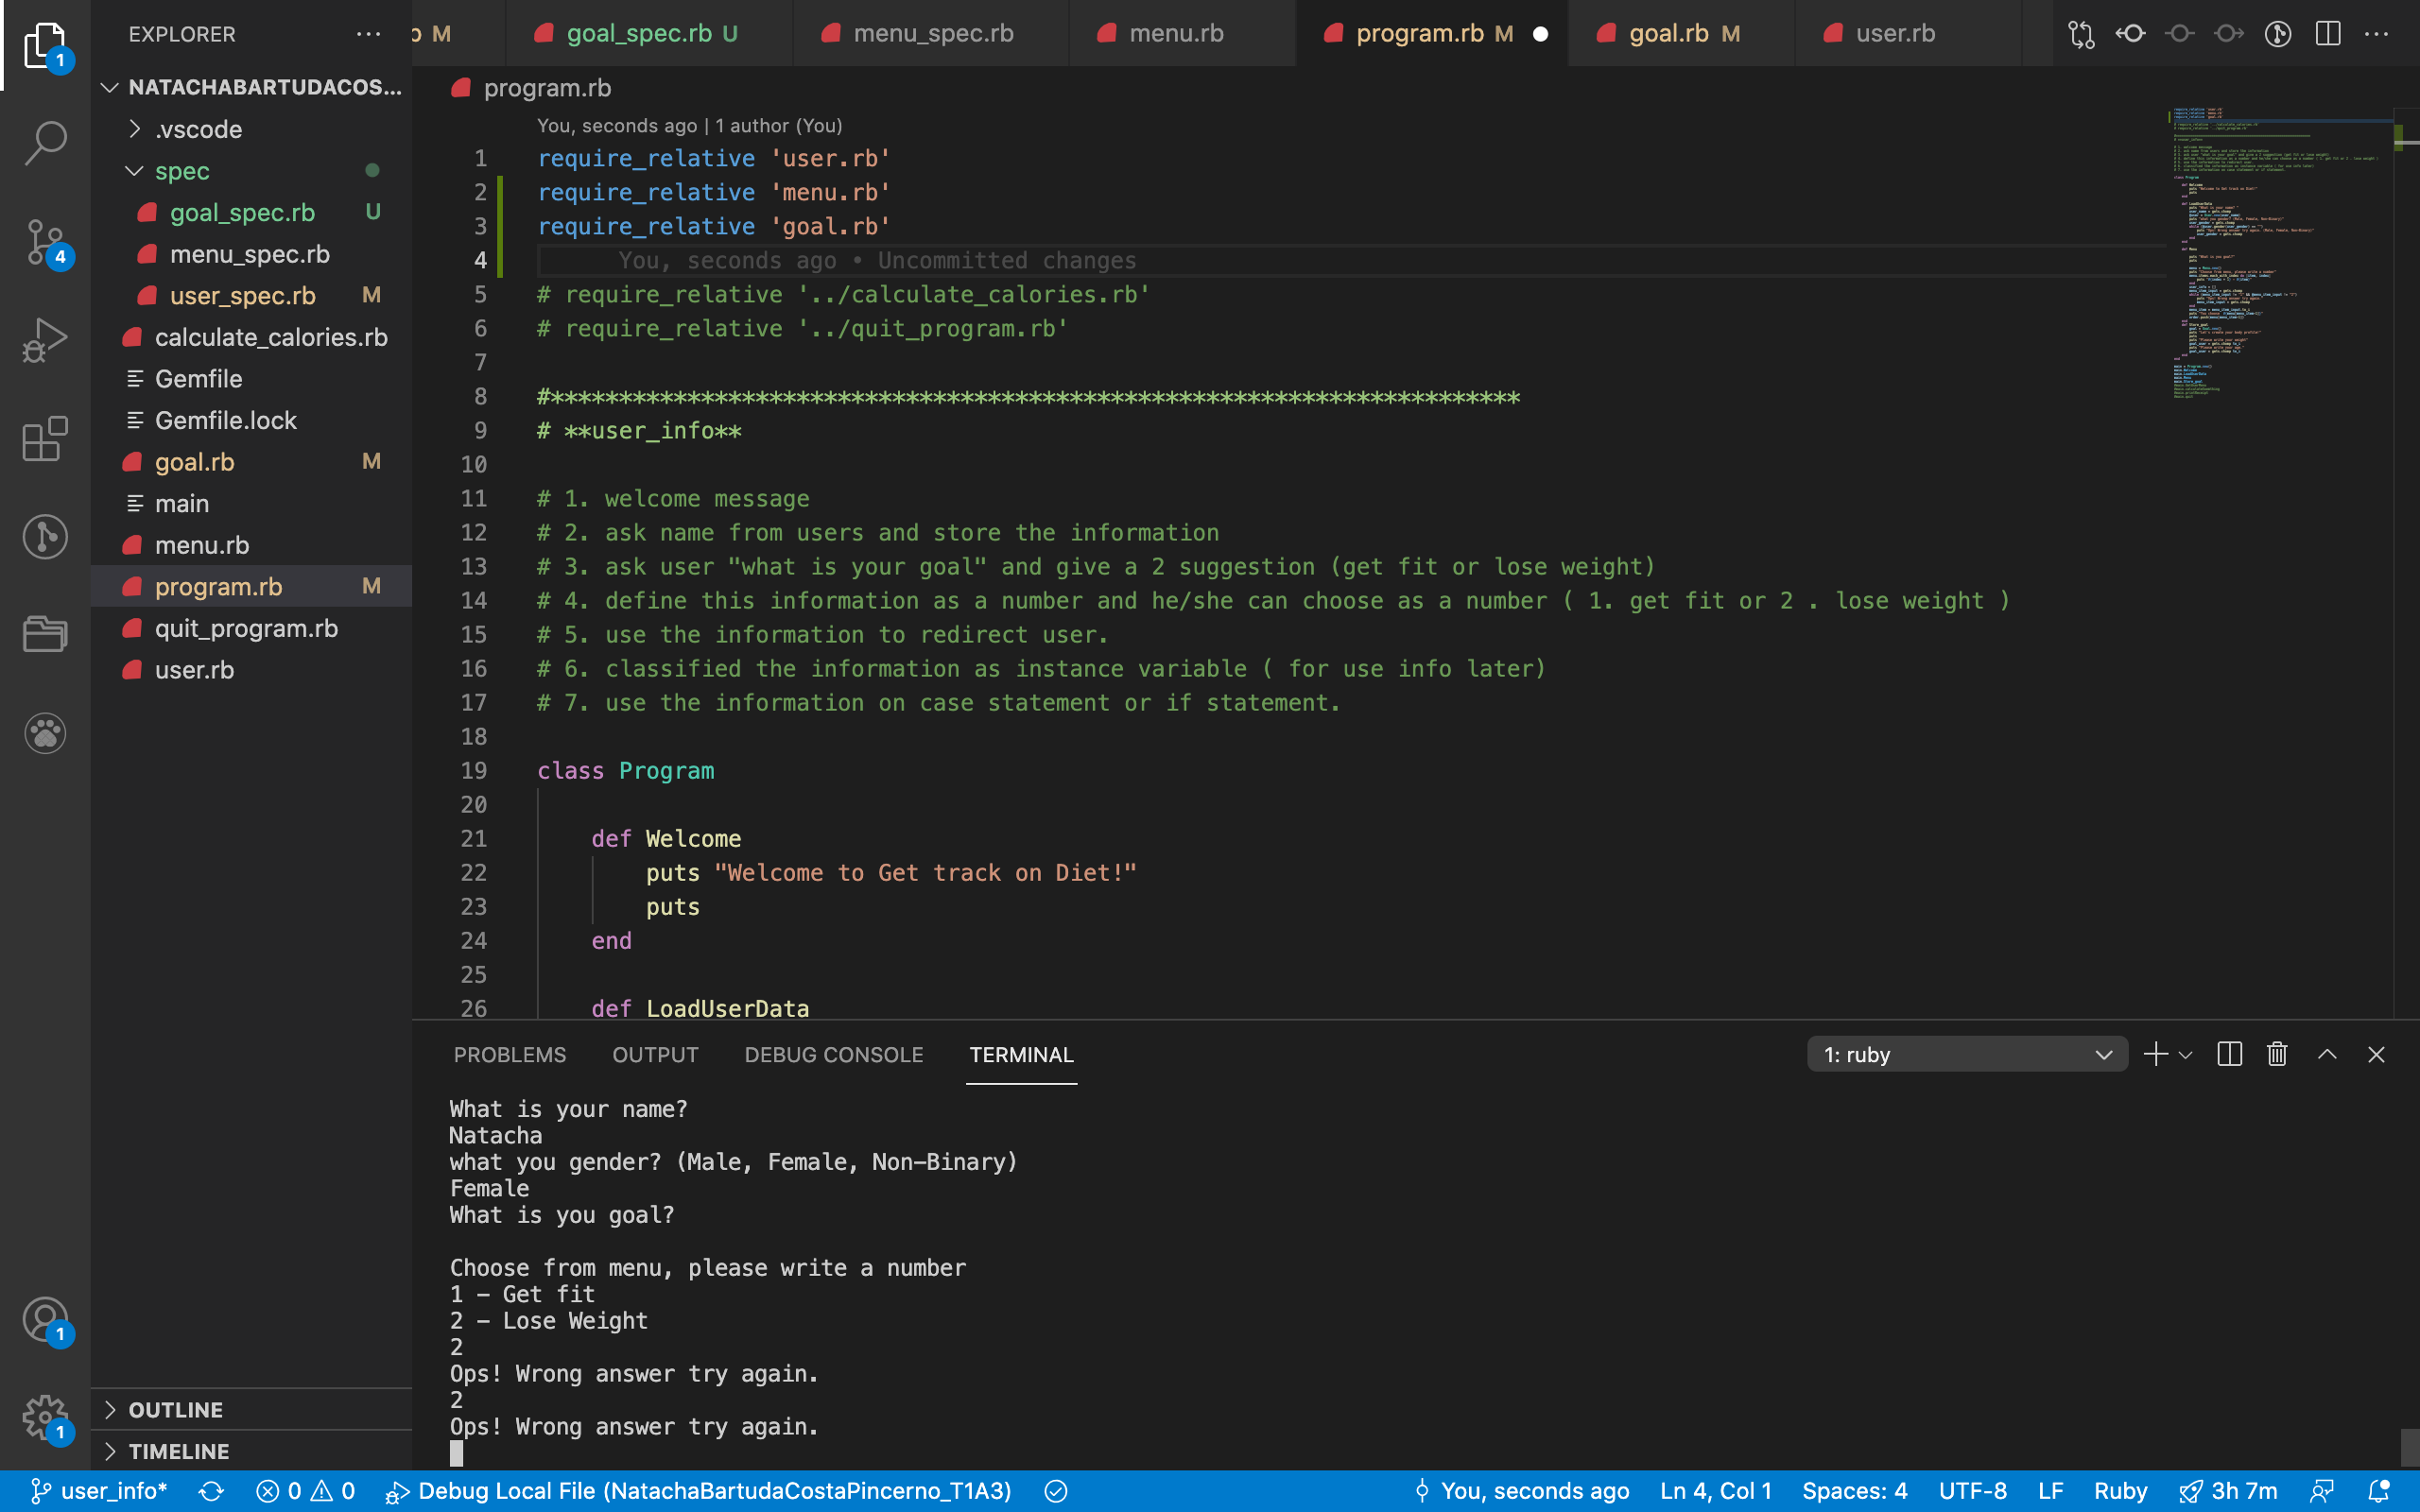 EXPLORER
b M
goal_spec.rb U
menu_spec.rb
menu.rb
program.rb M
goal.rb M
user.rb
1
NATACHABARTUDACOS...
.vscode
spec
goal_spec.rb U
menu_spec.rb
4
user_spec.rb M
calculate_calories.rb
Gemfile
Gemfile.lock
goal.rb M
main
menu.rb
program.rb M
quit_program.rb
user.rb
1
1
OUTLINE
TIMELINE
program.rb
You, seconds ago | 1 author (You)
1 require_relative 'user.rb'
2 require_relative 'menu.rb'
3 require_relative 'goal.rb'
4 You, seconds ago • Uncommitted changes
5 # require_relative '../calculate_calories.rb'
6 # require_relative '../quit_program.rb'
7
8 #***********************************************************************
9 # **user_info**
10
11 # 1. welcome message
12 # 2. ask name from users and store the information
13 # 3. ask user "what is your goal" and give a 2 suggestion (get fit or lose weight)
14 # 4. define this information as a number and he/she can choose as a number ( 1. get fit or 2 . lose weight )
15 # 5. use the information to redirect user.
16 # 6. classified the information as instance variable ( for use info later)
17 # 7. use the information on case statement or if statement.
18
19 class Program
20
21 def Welcome
22 puts "Welcome to Get track on Diet!"
23 puts
24 end
25
26 def LoadUserData
PROBLEMS OUTPUT DEBUG CONSOLE TERMINAL 1: ruby
What is your name?
Natacha
what you gender? (Male, Female, Non-Binary)
Female
What is you goal?
Choose from menu, please write a number
1 - Get fit
2 - Lose Weight
2
Ops! Wrong answer try again.
2
Ops! Wrong answer try again.
user_info* 0 0 Debug Local File (NatachaBartudaCostaPincerno_T1A3) You, seconds ago Ln 4, Col 1 Spaces: 4 UTF-8 LF Ruby 3h 7m